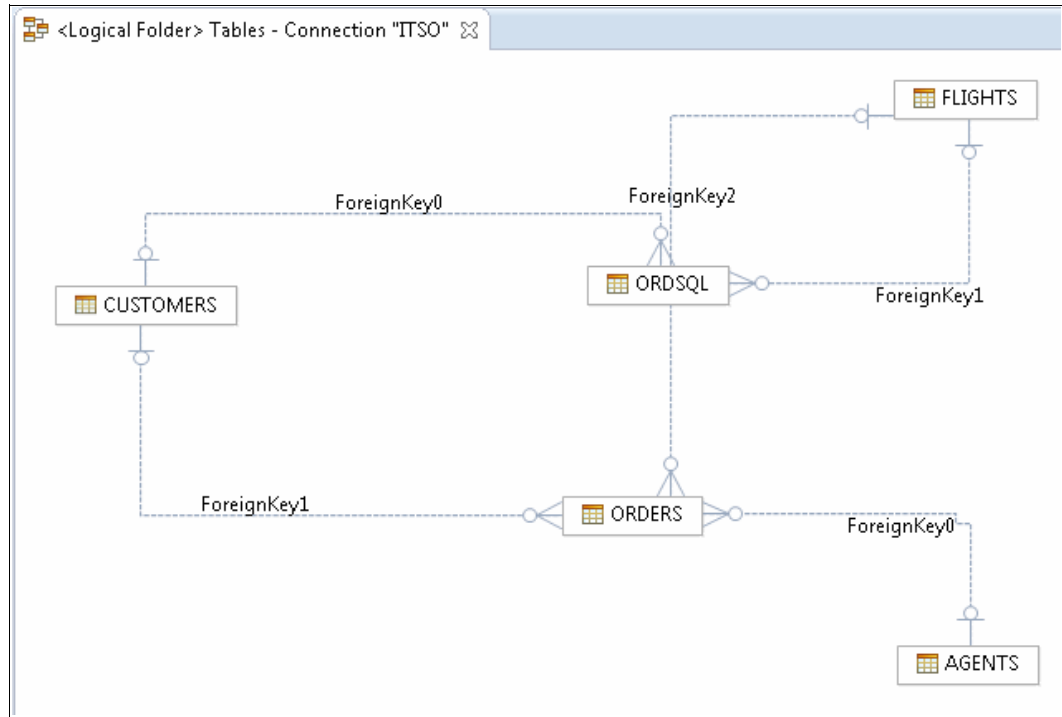 <Logical Folder> Tables - Connection "ITSO"
FLIGHTS
ForeignKey2
ForeignKey0
ORDSQL
ForeignKey1
CUSTOMERS
ForeignKey1
ORDERS
ForeignKey0
AGENTS